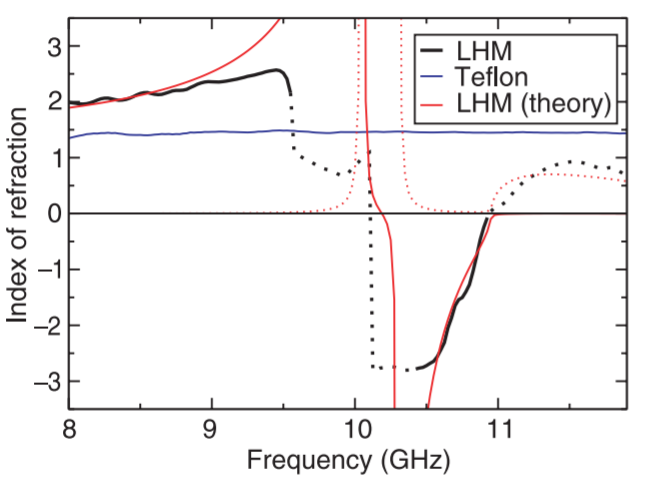 3
2
1
0
−1
−2
−3
Index of refraction
LHM
Teflon
LHM (theory)
8 9 10 11
Frequency (GHz)